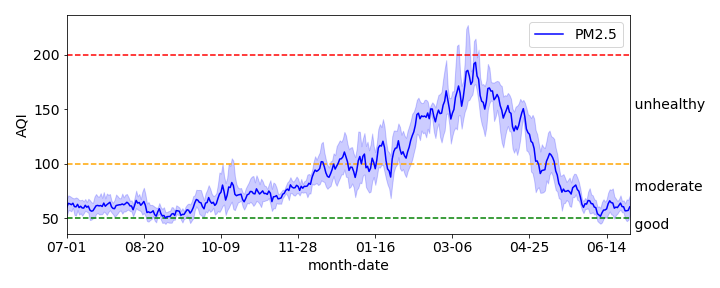 PM2.5
200
150
100
50
AQI
unhealthy
moderate
good
07-01 08-20 10-09 11-28 01-16 03-06 04-25 06-14
month-date